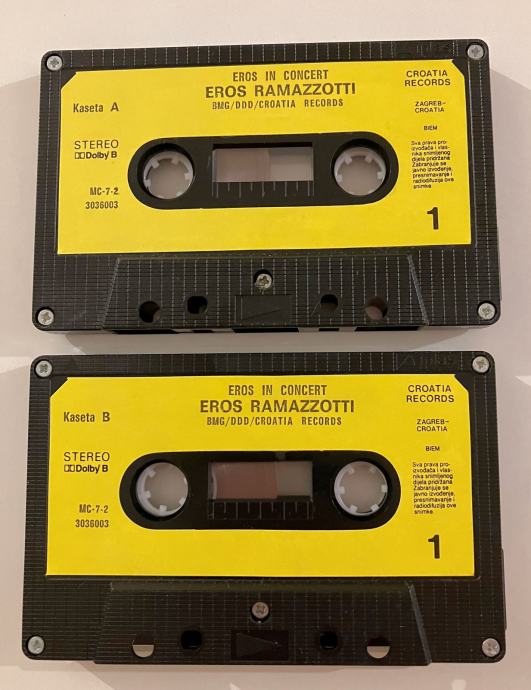 EROS IN CONCERT
EROS RAMAZZOTTI
BMG/DDD/CROATIA RECORDS
Kaseta A
STEREO
Dolby B
MC-7-2
3036003
CROATIA
RECORDS
ZAGREB-
CROATIA
BIEM
Sva prava pro-
izvođača i vlas-
nika snimljenog
dijela pridržana
Zabranjuje se
javno izvođenje,
presnimavanje i
radiodifuzija ove
snimke
1
EROS IN CONCERT
EROS RAMAZZOTTI
BMG/DDD/CROATIA RECORDS
Kaseta B
STEREO
Dolby B
MC-7-2
3036003
CROATIA
RECORDS
ZAGREB-
CROATIA
BIEM
Sva prava pro-
izvođača i vlas-
nika snimljenog
dijela pridržana
Zabranjuje se
javno izvođenje,
presnimavanje i
radiodifuzija ove
snimke
1